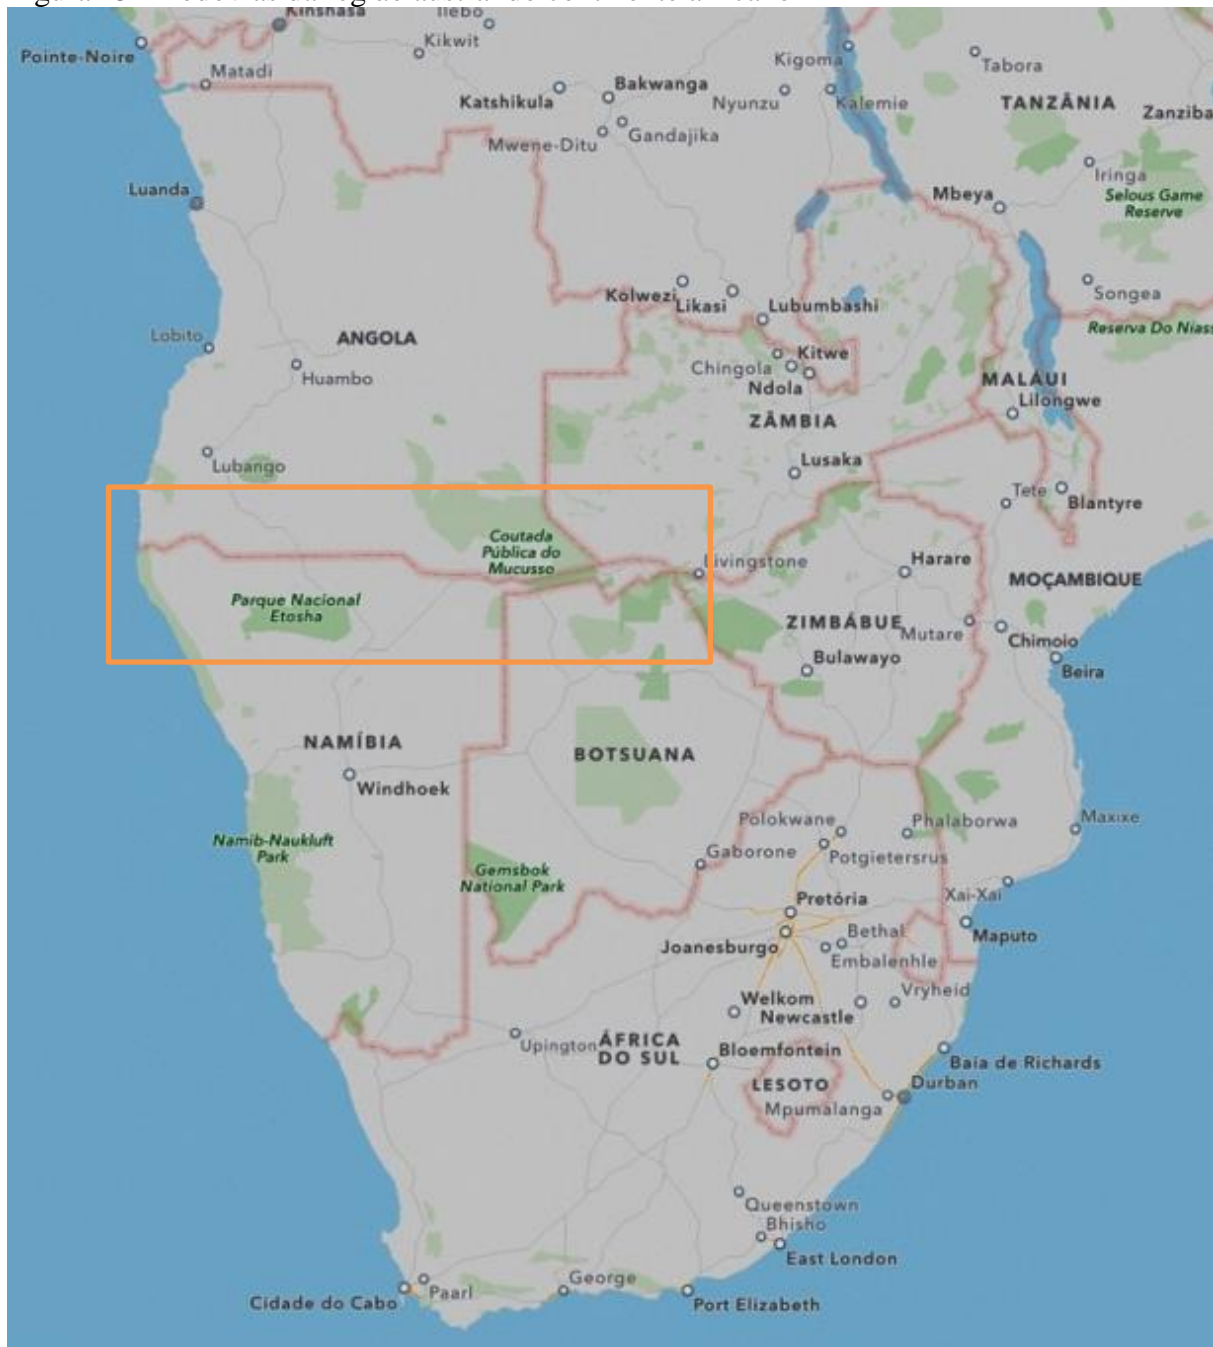 Kinshasa
Ilebo
Pointe-Noire
Kikwit
Matadi
Kigoma
Tabora
Katshikula
Bakwanga
Nyunzu
Kalemie
TANZÂNIA
Mwene-Ditu
Gandajika
Luanda
Mbeya
Iringa
Selous Game
Reserve
Kolwezi
Likasi
Lubumbashi
Songea
Lobito
ANGOLA
Huambo
Chingola
Kitwe
Ndola
MALÁUI
Lilongwe
ZÂMBIA
Lubango
Lusaka
Tete
Blantyre
Coutada
Pública do
Mucusso
Livingstone
Harare
MOÇAMBIQUE
Parque Nacional
Etosha
ZIMBÁBUE
Mutare
Chimoio
Bulawayo
Beira
NAMÍBIA
BOTSUANA
Windhoek
Namib-Naukluft
Park
Polokwane
Phalaborwa
Maxixe
Gaborone
Potgietersrus
Gemsbok
National Park
Pretória
Xai-Xai
Joanesburgo
Bethal
Embalenhle
Maputo
Welkom
Newcastle
Vryheid
Upington
ÁFRICA
DO SUL
Bloemfontein
Baía de Richards
LESOTO
Durban
Mpumalanga
Queenstown
Bhisho
East London
Cidade do Cabo
Paarl
George
Port Elizabeth